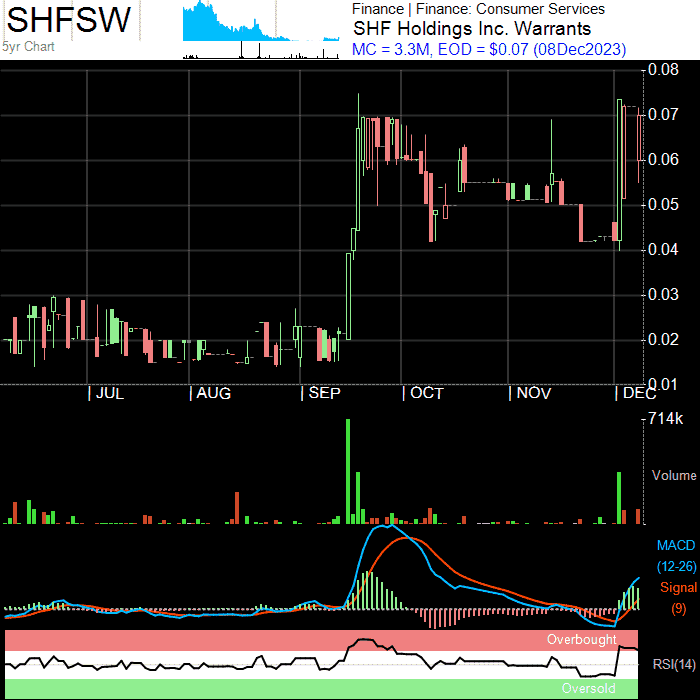 SHFSW
5yr Chart
Finance | Finance: Consumer Services
SHF Holdings Inc. Warrants
MC = 3.3M, EOD = $0.07 (08Dec2023)
0.08
0.07
0.06
0.05
0.04
0.03
0.02
0.01
JUL AUG SEP OCT NOV DEC
714k
Volume
MACD
(12-26)
Signal
(9)
Overbought
RSI(14)
Oversold